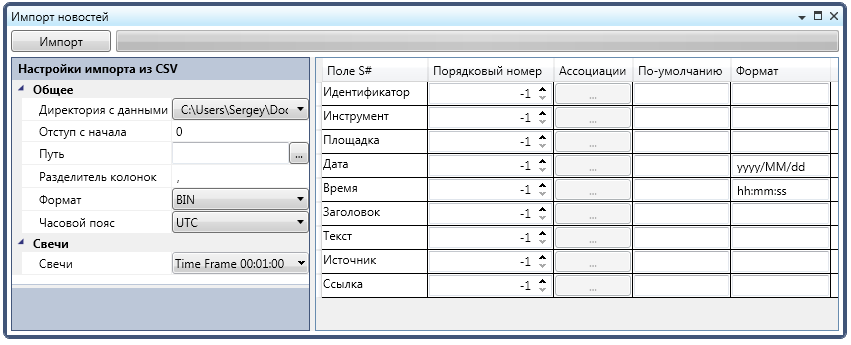 Импорт новостей
Импорт
Настройки импорта из CSV
Общее
Директория с данными C:\Users\Sergey\Doc
Отступ с начала 0
Путь ...
Разделитель колонок ,
Формат BIN
Часовой пояс UTC
Свечи
Свечи Time Frame 00:01:00
Поле S# Порядковый номер Ассоциации По-умолчанию Формат
Идентификатор -1 ...
Инструмент -1 ...
Площадка -1 ...
Дата -1 ... yyyy/MM/dd
Время -1 ... hh:mm:ss
Заголовок -1 ...
Текст -1 ...
Источник -1 ...
Ссылка -1 ...